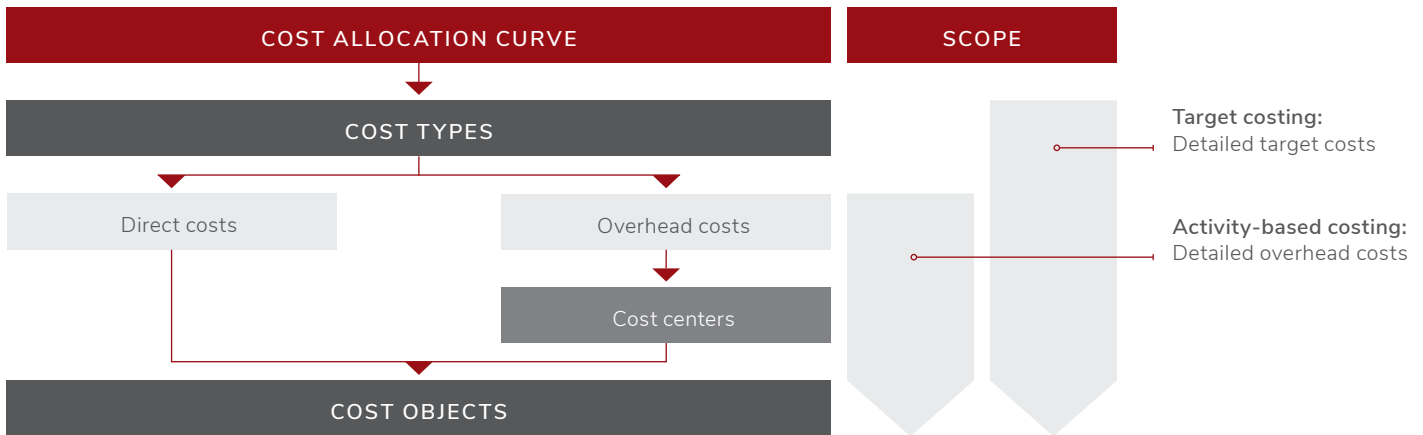 COST ALLOCATION CURVE
SCOPE
COST TYPES
Target costing:
Detailed target costs
Direct costs
Overhead costs
Activity-based costing:
Detailed overhead costs
Cost centers
COST OBJECTS